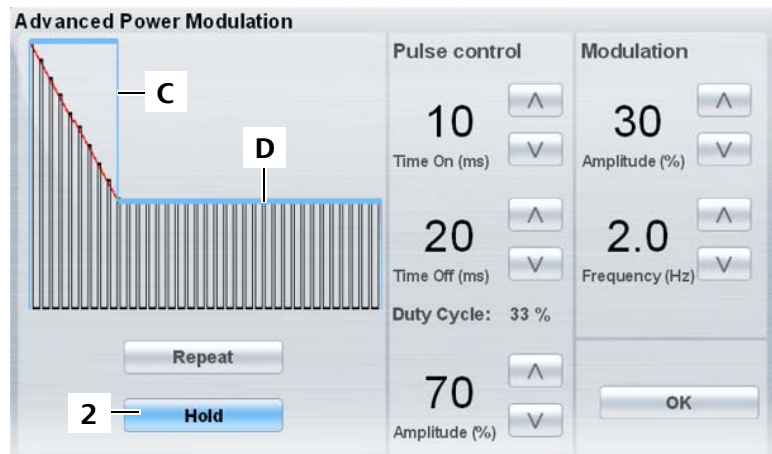 Advanced Power Modulation
C
D
Repeat
2 Hold
Pulse control
10
Time On (ms)
20
Time Off (ms)
Duty Cycle: 33 %
70
Amplitude (%)
Modulation
30
Amplitude (%)
2.0
Frequency (Hz)
OK